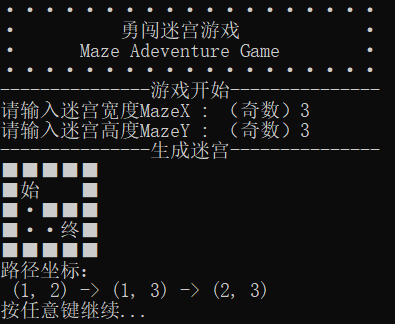 勇闯迷宫游戏
Maze Adeventure Game
---------------游戏开始---------------
请输入迷宫宽度MazeX : （奇数）3
请输入迷宫高度MazeY : （奇数）3
---------------生成迷宫---------------
始
终
路径坐标：
(1, 2) -> (1, 3) -> (2, 3)
按任意键继续...